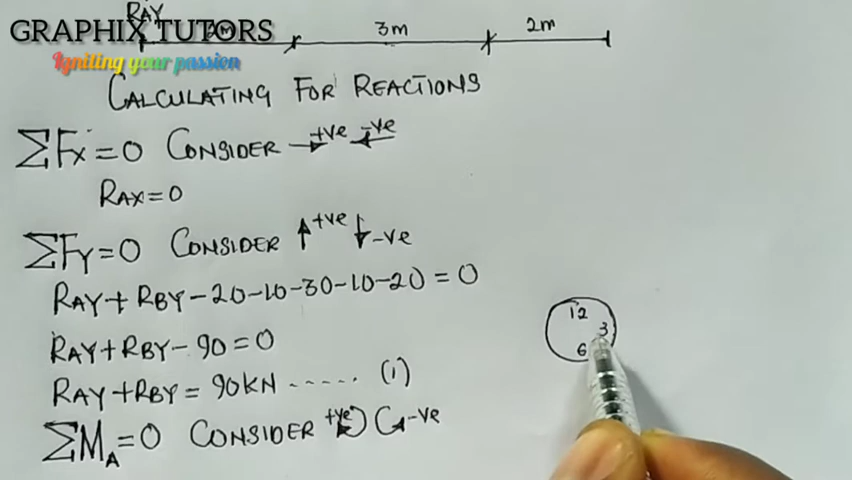 RAY
GRAPHIX TUTORS
3m 2m
Igniting your passion
CALCULATING FOR REACTIONS
ΣFx=0 CONSIDER +ve -ve
RAX=0
ΣFy=0 CONSIDER +ve -ve
RAY+RBY-20-10-30-10-20=0
RAY+RBY-90=0
RAY+RBY=90KN ...... (1)
ΣMA=0 CONSIDER +ve -ve
12
3
6